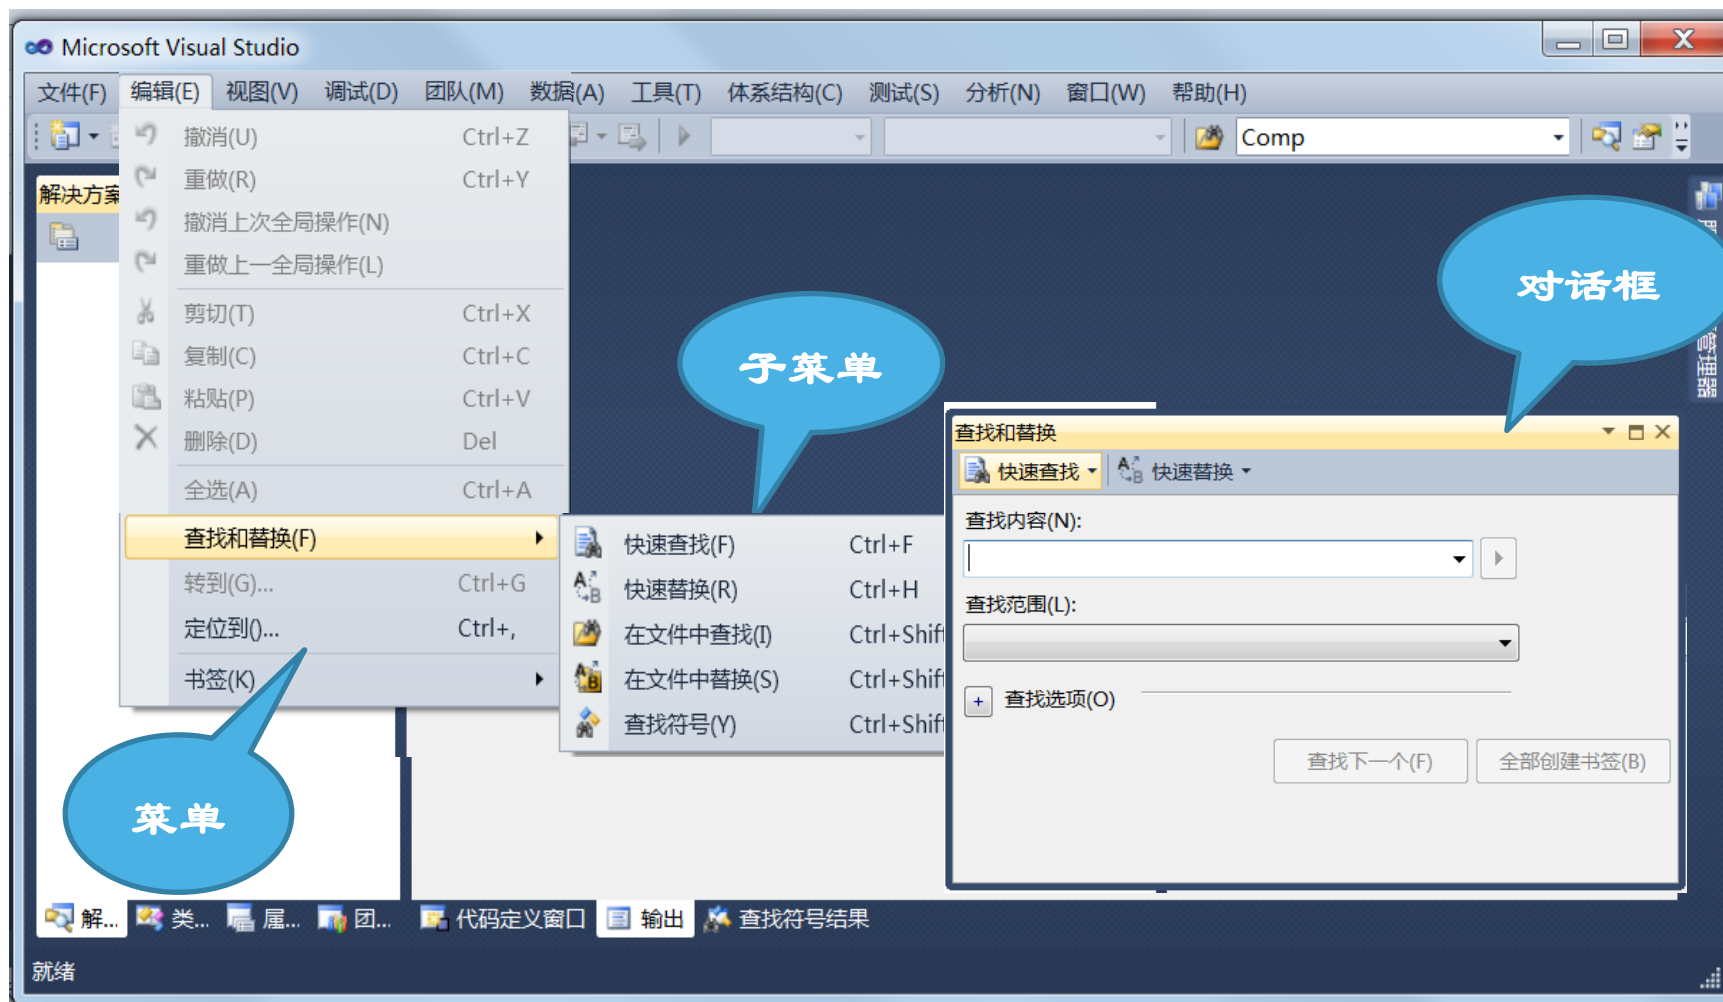 Microsoft Visual Studio
文件(F) 编辑(E) 视图(V) 调试(D) 团队(M) 数据(A) 工具(T) 体系结构(C) 测试(S) 分析(N) 窗口(W) 帮助(H)
Comp
解决方案
撤消(U) Ctrl+Z
重做(R) Ctrl+Y
撤消上次全局操作(N)
重做上一全局操作(L)
剪切(T) Ctrl+X
复制(C) Ctrl+C
粘贴(P) Ctrl+V
删除(D) Del
全选(A) Ctrl+A
查找和替换(F)
转到(G)... Ctrl+G
定位到()... Ctrl+,
书签(K)
快速查找(F) Ctrl+F
快速替换(R) Ctrl+H
在文件中查找(I) Ctrl+Shift
在文件中替换(S) Ctrl+Shift
查找符号(Y) Ctrl+Shift
子菜单
对话框
菜单
管理器
查找和替换
快速查找 快速替换
查找内容(N):
查找范围(L):
+ 查找选项(O)
查找下一个(F) 全部创建书签(B)
解... 类... 属... 团... 代码定义窗口 输出 查找符号结果
就绪